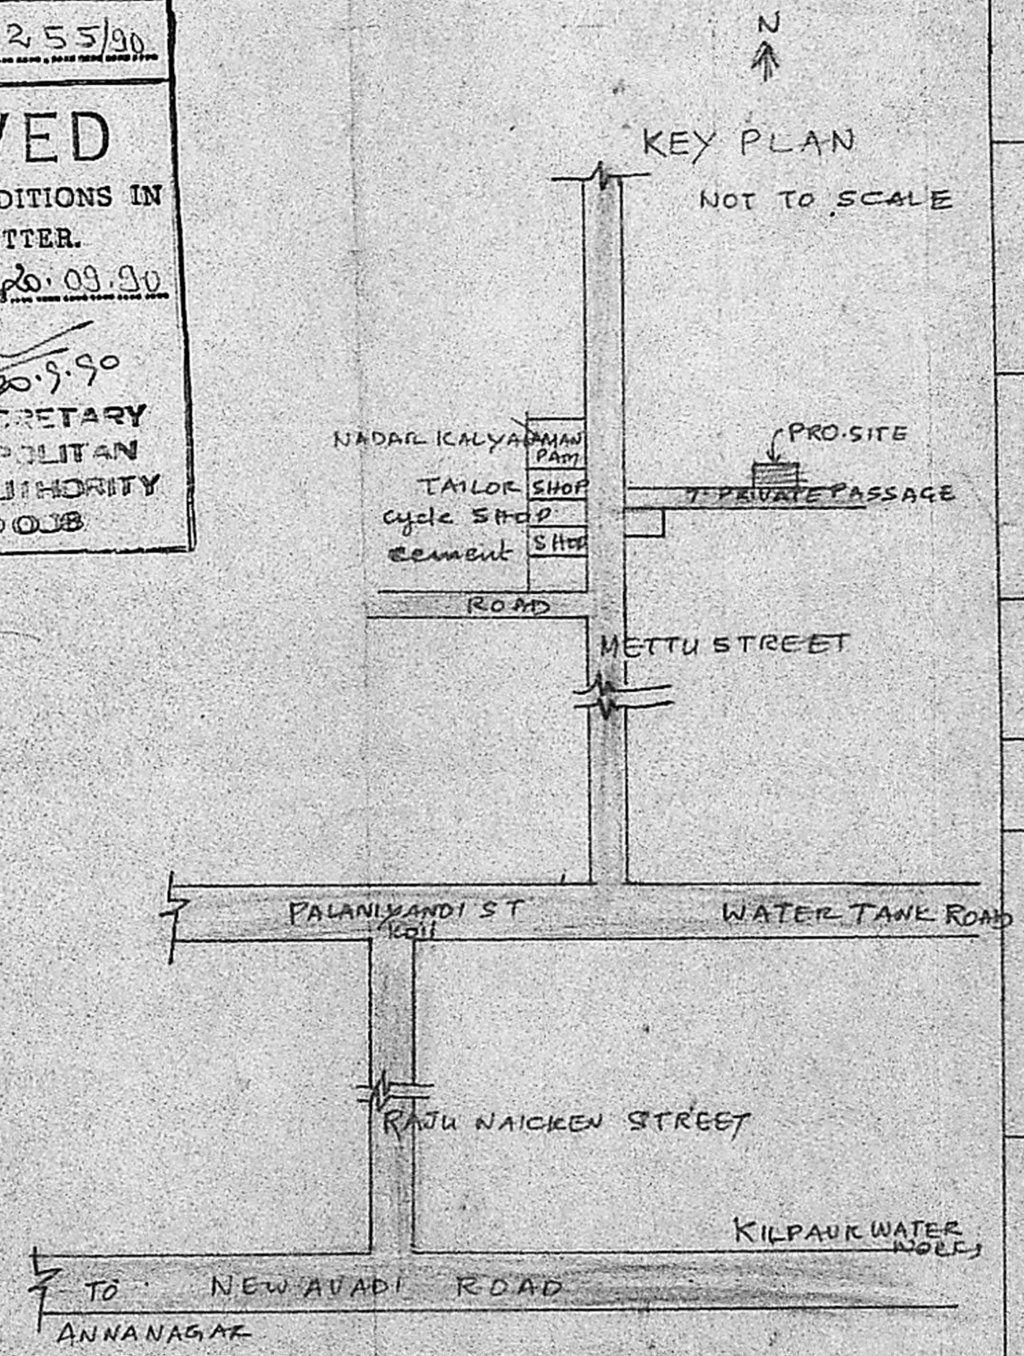 255/90
VED
DITIONS IN
TTER.
20.09.90
20.9.90
CRETARY
POLITAN
UTHORITY
N
KEY PLAN
NOT TO SCALE
NADAR KALYANAMAN
PAM
PRO.SITE
TAILOR SHOP
PRIVATE PASSAGE
cycle SHOP
cement SHOP
ROAD
METTU STREET
PALANIYANDI ST
KOIL
WATER TANK ROAD
RAJU NAICKEN STREET
KILPAUK WATER
WORKS
TO NEW AVADI ROAD
ANNANAGAR